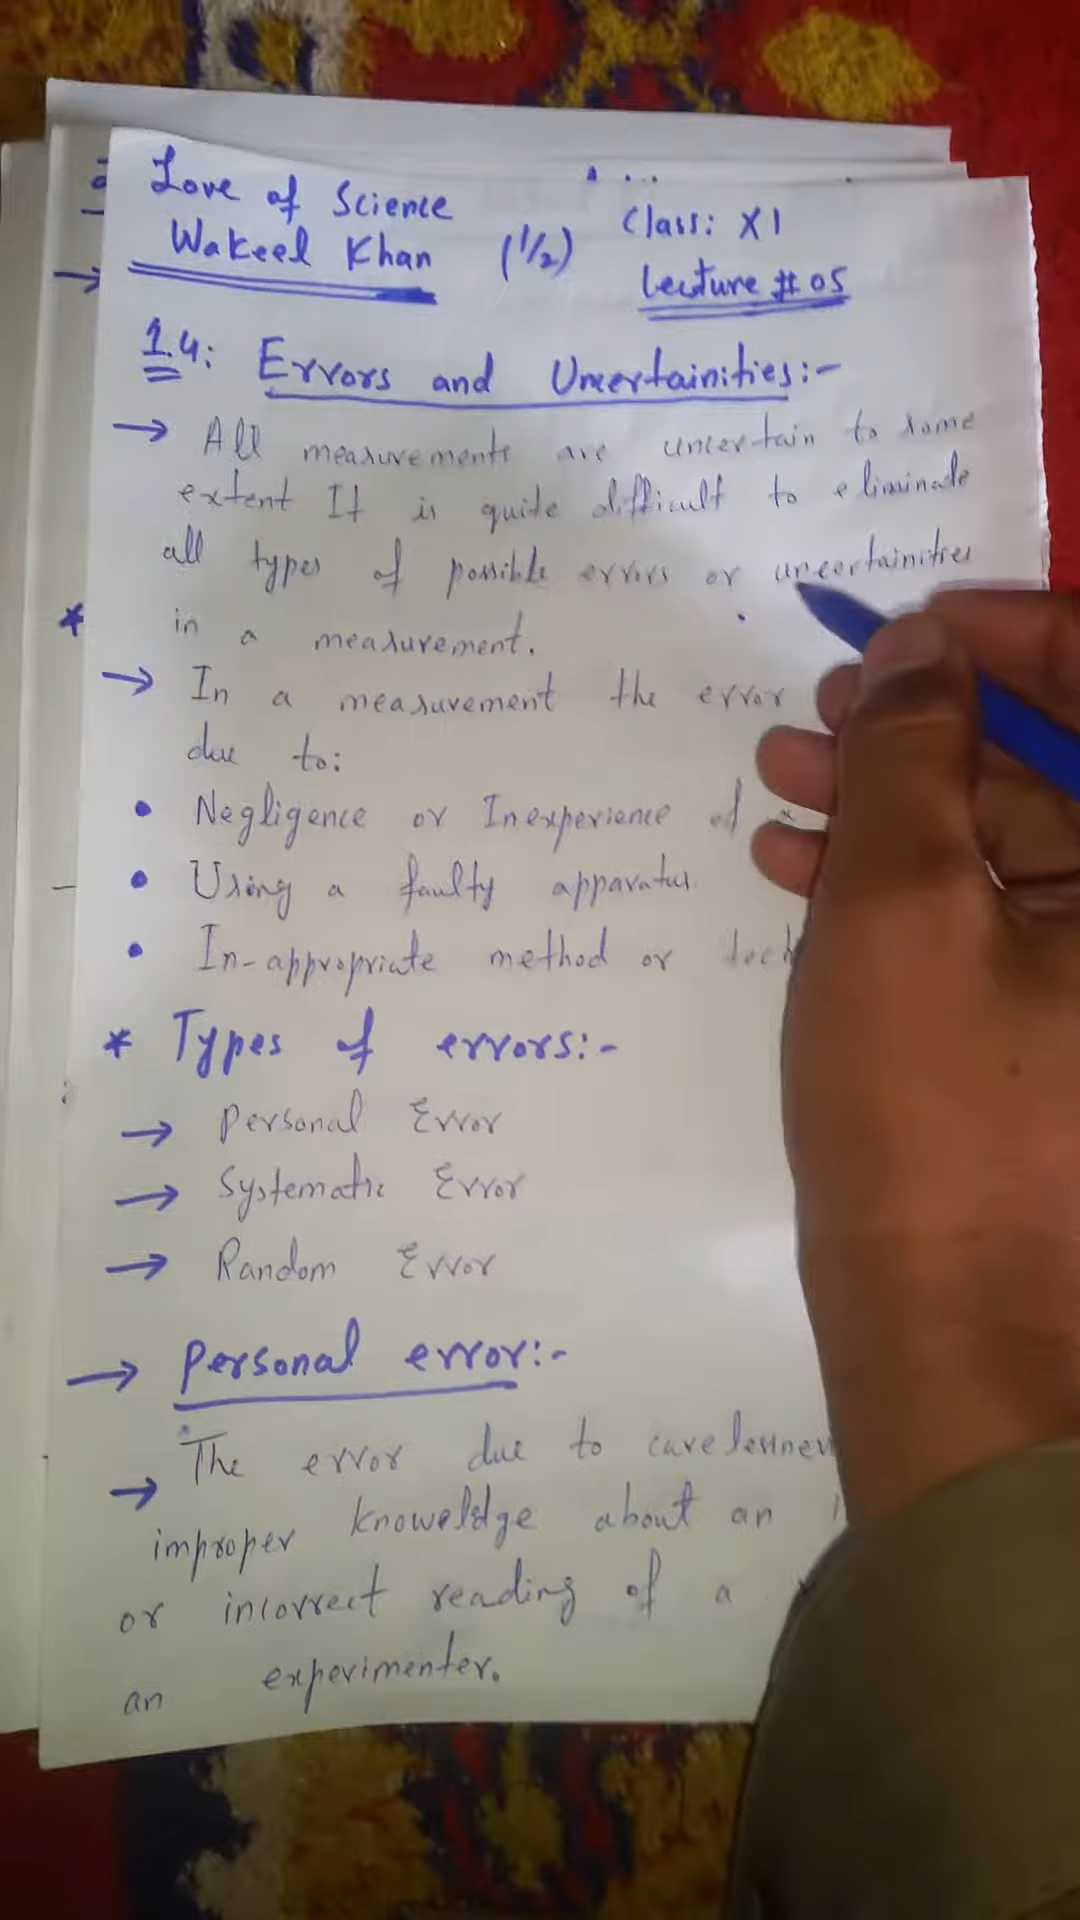 Love of Science
Wakeel Khan (1/2)
Class: XI
Lecture # 05
1.4: Errors and Uncertainities:-
→ All measurements are uncertain to some
extent It is quite difficult to eliminate
all types of possible errors or uncertainities
* in a measurement.
→ In a measurement the error
due to:
• Negligence or Inexperience of a
• Using a faulty apparatus
• In-appropriate method or
* Types of errors:-
→ Personal Error
→ Systematic Error
→ Random Error
→ Personal error:-
→ The error due to
improper knoweldge about an
or incorrect reading of a
an experimenter.